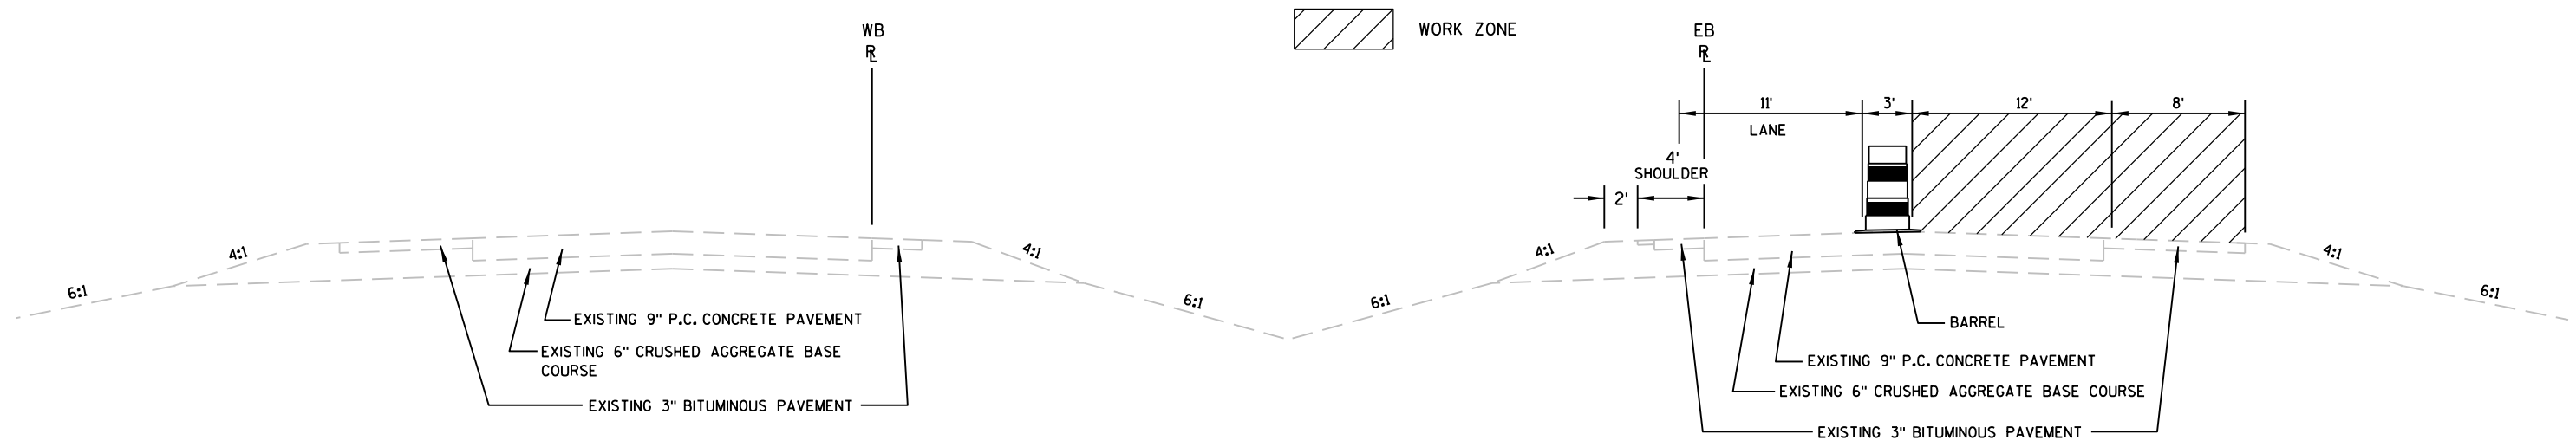 WB
RL
WORK ZONE
EB
RL
11'
3'
12'
8'
LANE
4'
SHOULDER
2'
4:1
4:1
4:1
4:1
6:1
6:1
6:1
6:1
EXISTING 9" P.C. CONCRETE PAVEMENT
EXISTING 6" CRUSHED AGGREGATE BASE
COURSE
EXISTING 3" BITUMINOUS PAVEMENT
BARREL
EXISTING 9" P.C. CONCRETE PAVEMENT
EXISTING 6" CRUSHED AGGREGATE BASE COURSE
EXISTING 3" BITUMINOUS PAVEMENT